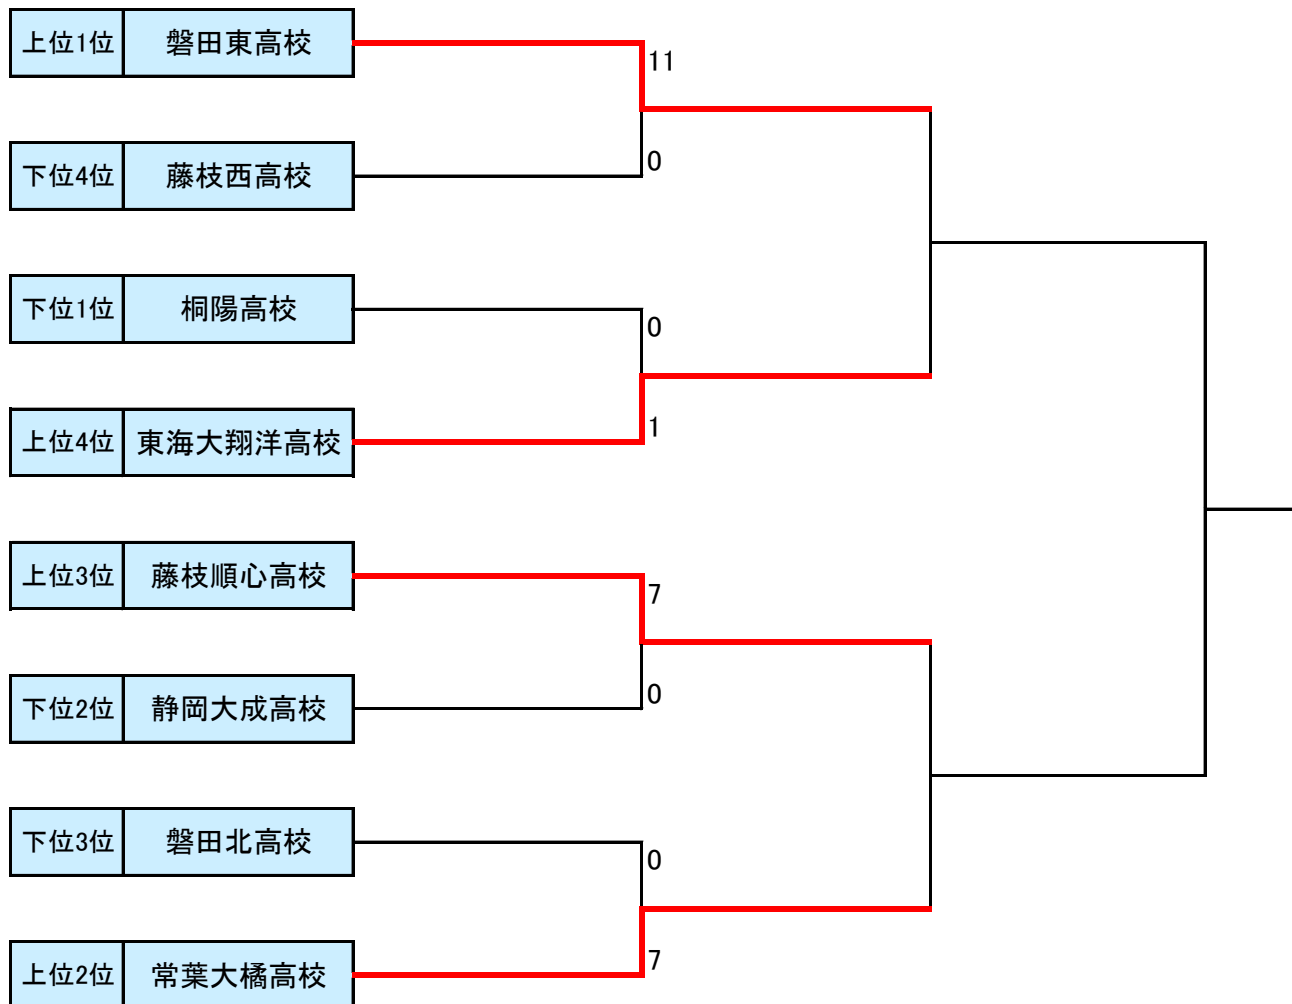 上位1位 磐田東高校
11
0
下位4位 藤枝西高校
下位1位 桐陽高校
0
1
上位4位 東海大翔洋高校
上位3位 藤枝順心高校
7
0
下位2位 静岡大成高校
下位3位 磐田北高校
0
7
上位2位 常葉大橘高校